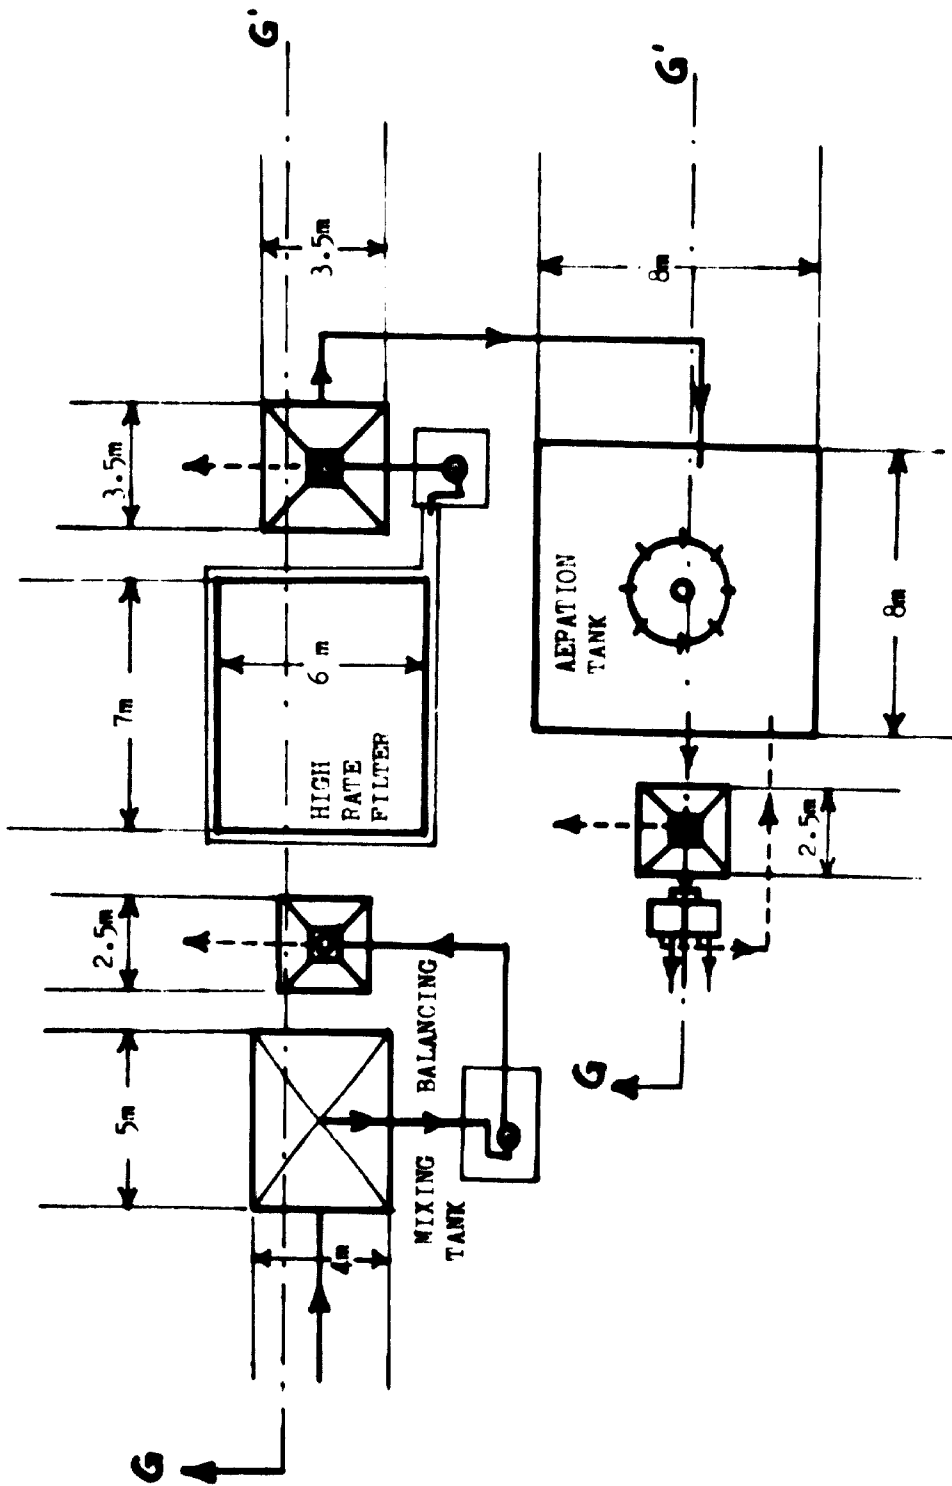 5m
2.5m
7m
3.5m
G
G'
4m
6 m
3.5m
HIGH
RATE
FILTER
MIXING BALANCING
TANK
AEPATION
TANK
G
G'
8m
2.5m
8m